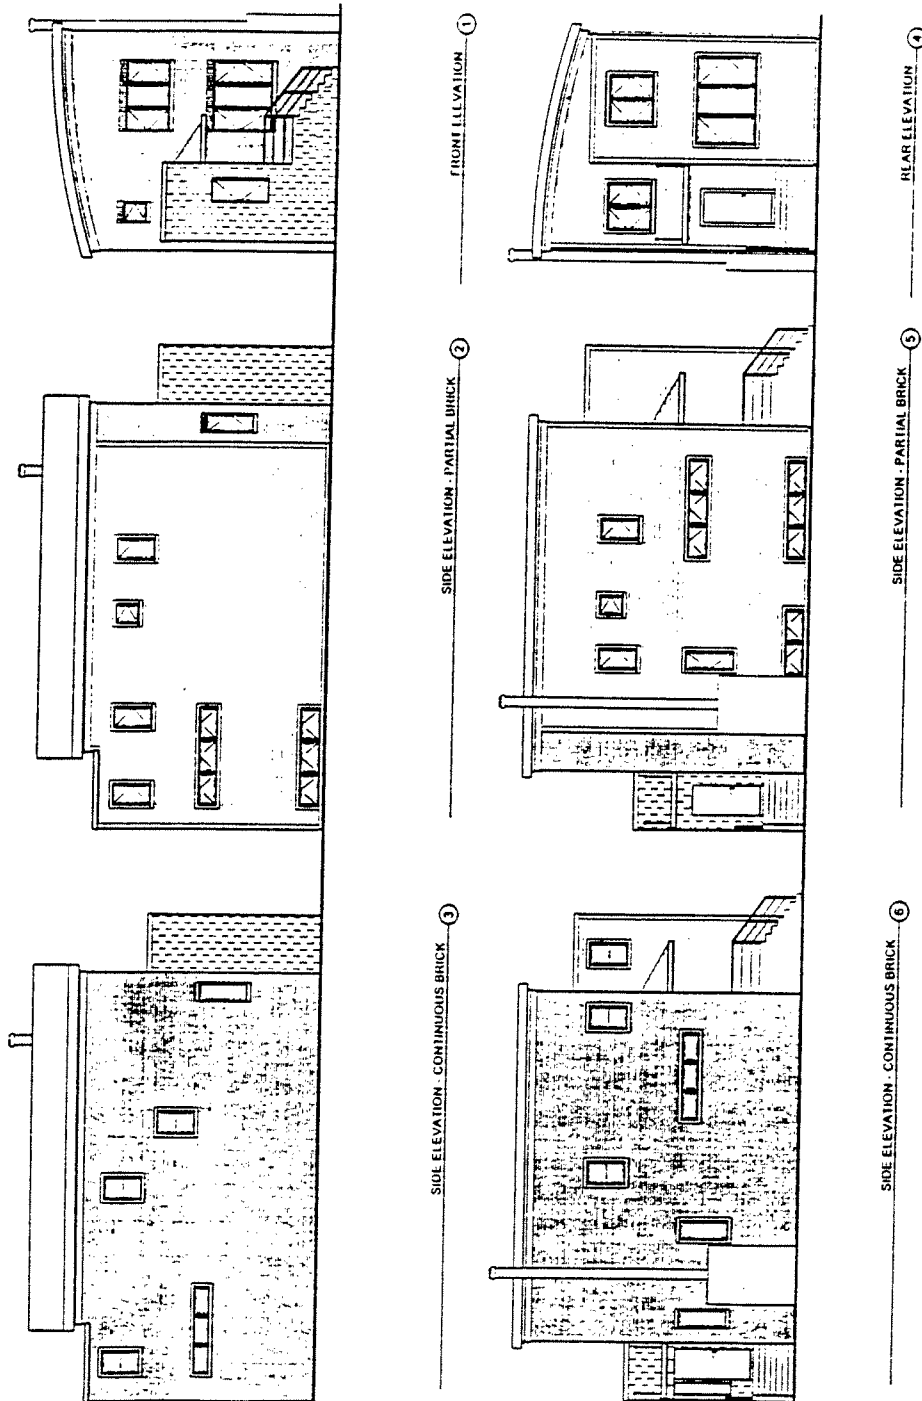 FRONT ELEVATION 1
SIDE ELEVATION - PARTIAL BRICK 2
SIDE ELEVATION - CONTINUOUS BRICK 3
REAR ELEVATION 4
SIDE ELEVATION - PARTIAL BRICK 5
SIDE ELEVATION - CONTINUOUS BRICK 6